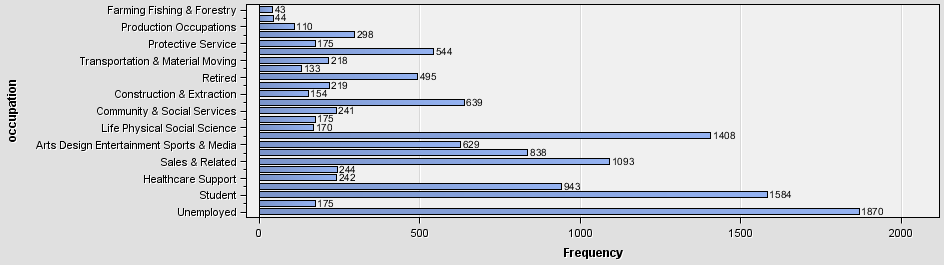 Farming Fishing & Forestry 43
44
Production Occupations 110
298
Protective Service 175
544
Transportation & Material Moving 218
133
Retired 495
219
Construction & Extraction 154
639
Community & Social Services 241
175
Life Physical Social Science 170
1408
Arts Design Entertainment Sports & Media 629
838
Sales & Related 1093
244
Healthcare Support 242
943
Student 1584
175
Unemployed 1870
occupation
0 500 1000 1500 2000
Frequency